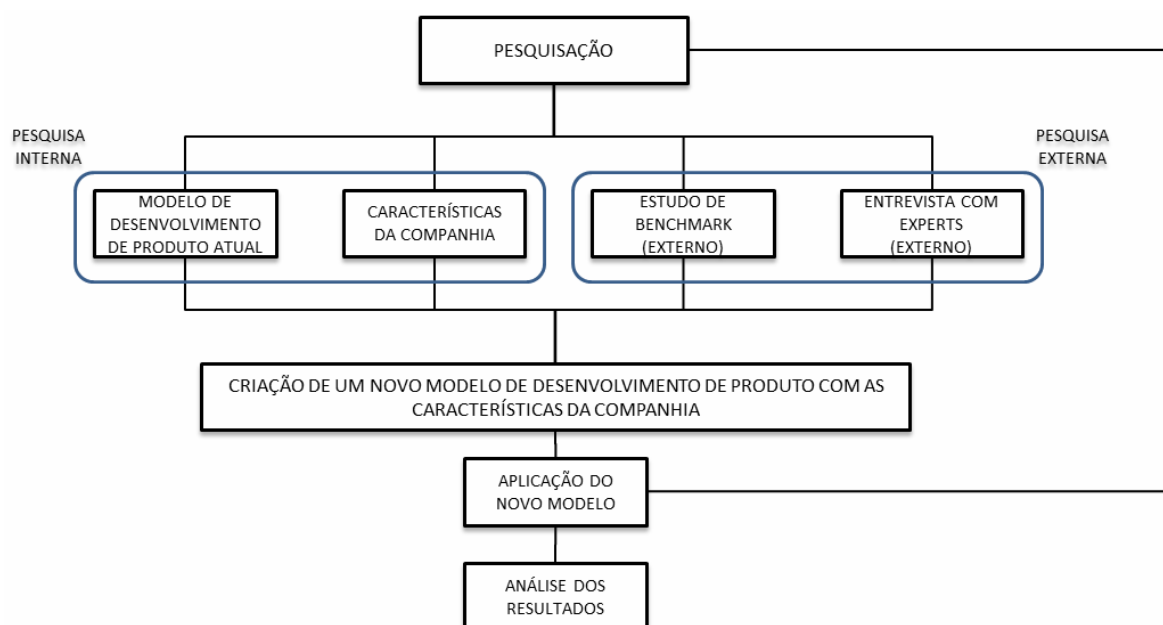 PESQUISAÇÃO
PESQUISA
INTERNA
PESQUISA
EXTERNA
MODELO DE
DESENVOLVIMENTO
DE PRODUTO ATUAL
CARACTERÍSTICAS
DA COMPANHIA
ESTUDO DE
BENCHMARK
(EXTERNO)
ENTREVISTA COM
EXPERTS
(EXTERNO)
CRIAÇÃO DE UM NOVO MODELO DE DESENVOLVIMENTO DE PRODUTO COM AS
CARACTERÍSTICAS DA COMPANHIA
APLICAÇÃO DO
NOVO MODELO
ANÁLISE DOS
RESULTADOS